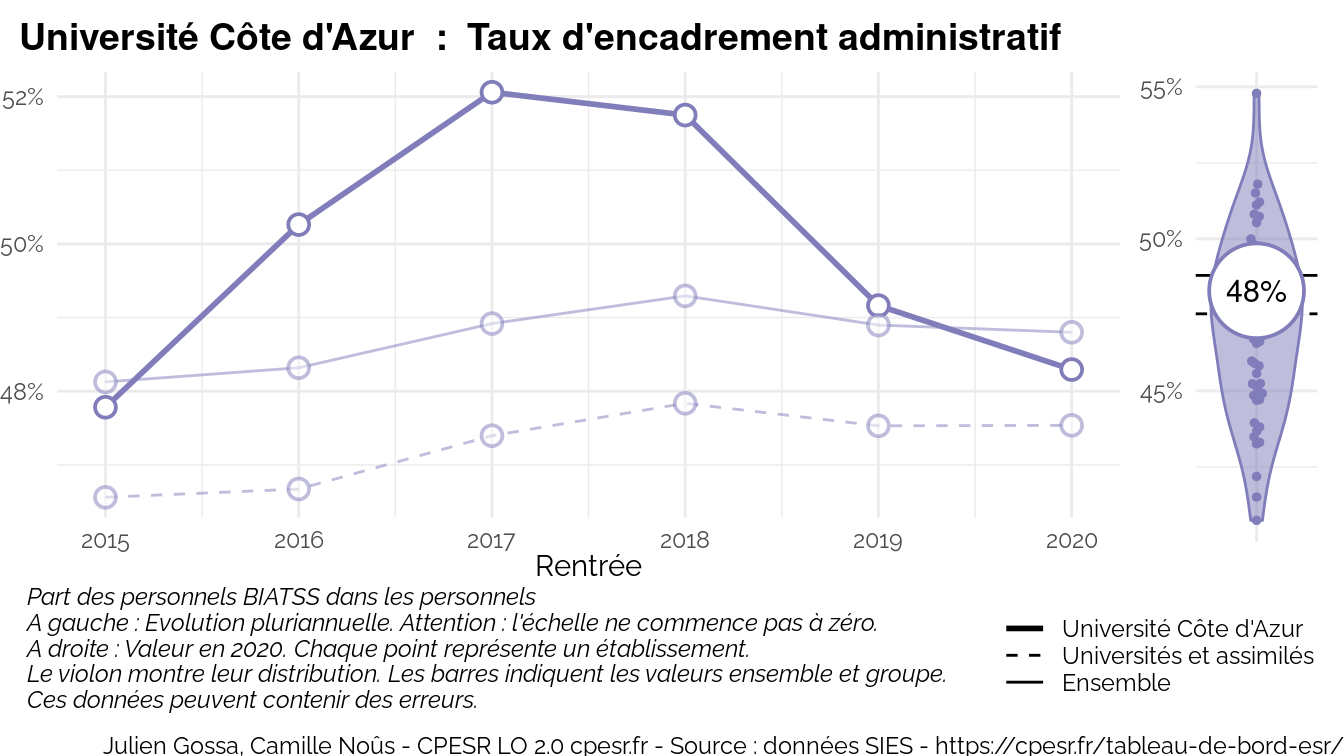 Université Côte d'Azur : Taux d'encadrement administratif
52%
50%
48%
2015 2016 2017 2018 2019 2020
Rentrée
55%
50%
45%
48%
Part des personnels BIATSS dans les personnels
A gauche : Evolution pluriannuelle. Attention : l'échelle ne commence pas à zéro.
A droite : Valeur en 2020. Chaque point représente un établissement.
Le violon montre leur distribution. Les barres indiquent les valeurs ensemble et groupe.
Ces données peuvent contenir des erreurs.
Université Côte d'Azur
Universités et assimilés
Ensemble
Julien Gossa, Camille Noûs - CPESR LO 2.0 cpesr.fr - Source : données SIES - https://cpesr.fr/tableau-de-bord-esr/